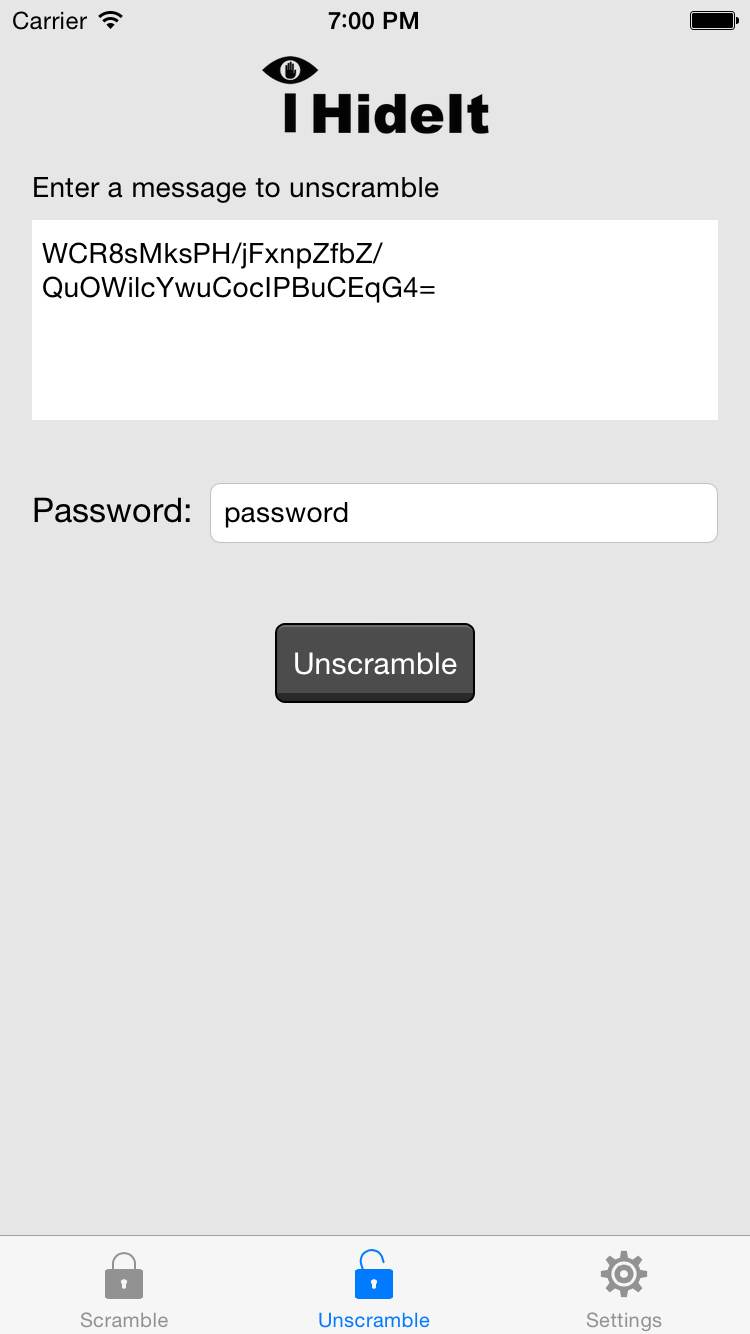 Carrier 7:00 PM
I HideIt
Enter a message to unscramble
WCR8sMksPH/jFxnpZfbZ/
QuOWilcYwuCocIPBuCEqG4=
Password: password
Unscramble
Scramble Unscramble Settings